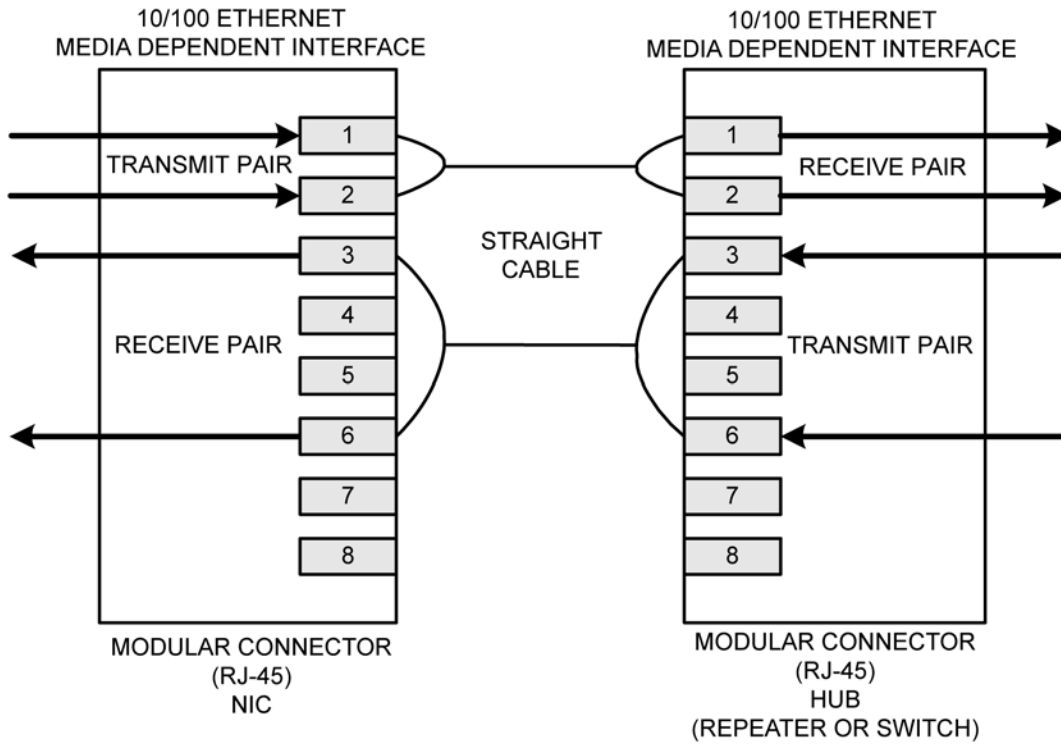 10/100 ETHERNET
MEDIA DEPENDENT INTERFACE
10/100 ETHERNET
MEDIA DEPENDENT INTERFACE
1
TRANSMIT PAIR
2
3
4
RECEIVE PAIR
5
6
7
8
STRAIGHT
CABLE
1
RECEIVE PAIR
2
3
4
TRANSMIT PAIR
5
6
7
8
MODULAR CONNECTOR
(RJ-45)
NIC
MODULAR CONNECTOR
(RJ-45)
HUB
(REPEATER OR SWITCH)